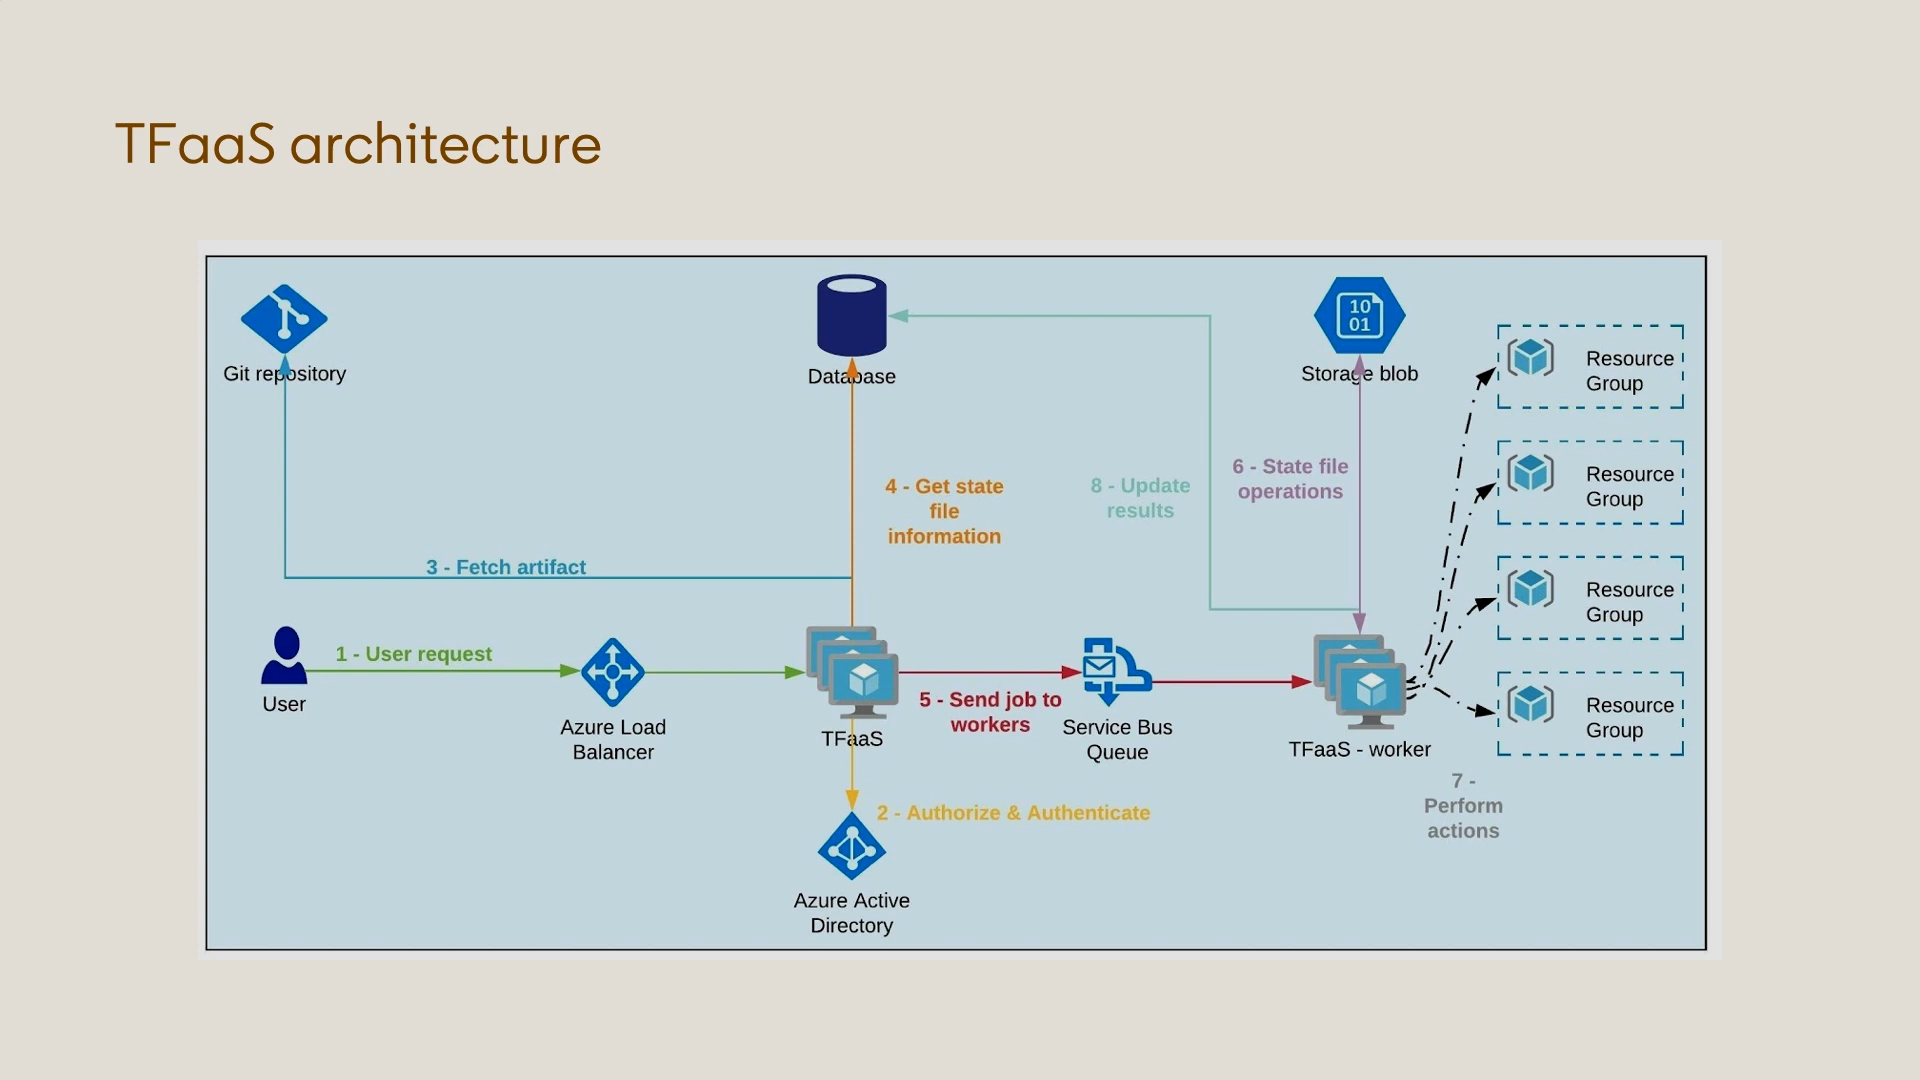 TFaaS architecture
10
01
Git repository
Database
Storage blob
Resource
Group
Resource
Group
Resource
Group
Resource
Group
6 - State file
operations
4 - Get state
file
information
8 - Update
results
3 - Fetch artifact
1 - User request
User
Azure Load
Balancer
TFaaS
5 - Send job to
workers
Service Bus
Queue
TFaaS - worker
7 -
Perform
actions
2 - Authorize & Authenticate
Azure Active
Directory